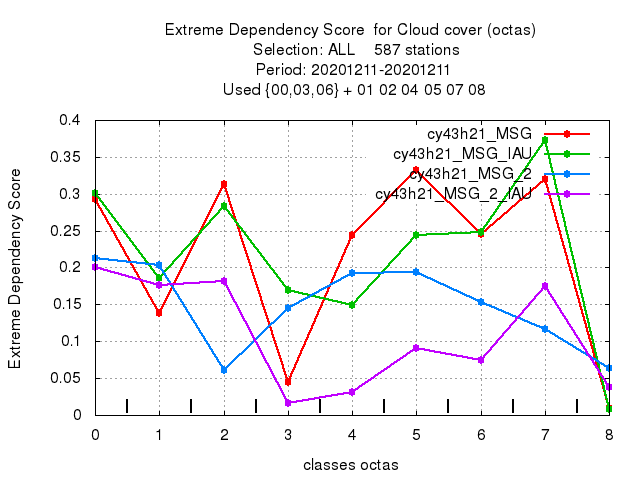 Extreme Dependency Score for Cloud cover (octas)
Selection: ALL 587 stations
Period: 20201211-20201211
Used {00,03,06} + 01 02 04 05 07 08
Extreme Dependency Score
0.4
0.35
0.3
0.25
0.2
0.15
0.1
0.05
0
cy43h21_MSG
cy43h21_MSG_IAU
cy43h21_MSG_2
cy43h21_MSG_2_IAU
0 1 2 3 4 5 6 7 8
classes octas